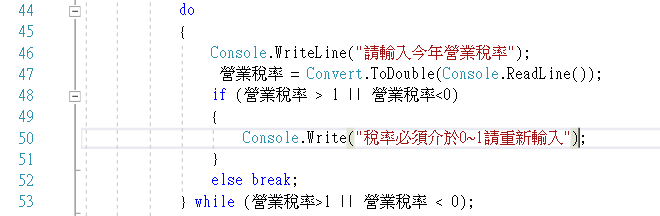 44 do
45 {
46 Console.WriteLine("請輸入今年營業稅率");
47 營業稅率 = Convert.ToDouble(Console.ReadLine());
48 if (營業稅率 > 1 || 營業稅率<0)
49 {
50 Console.Write("稅率必須介於0~1請重新輸入");
51 }
52 else break;
53 } while (營業稅率>1 || 營業稅率 < 0);